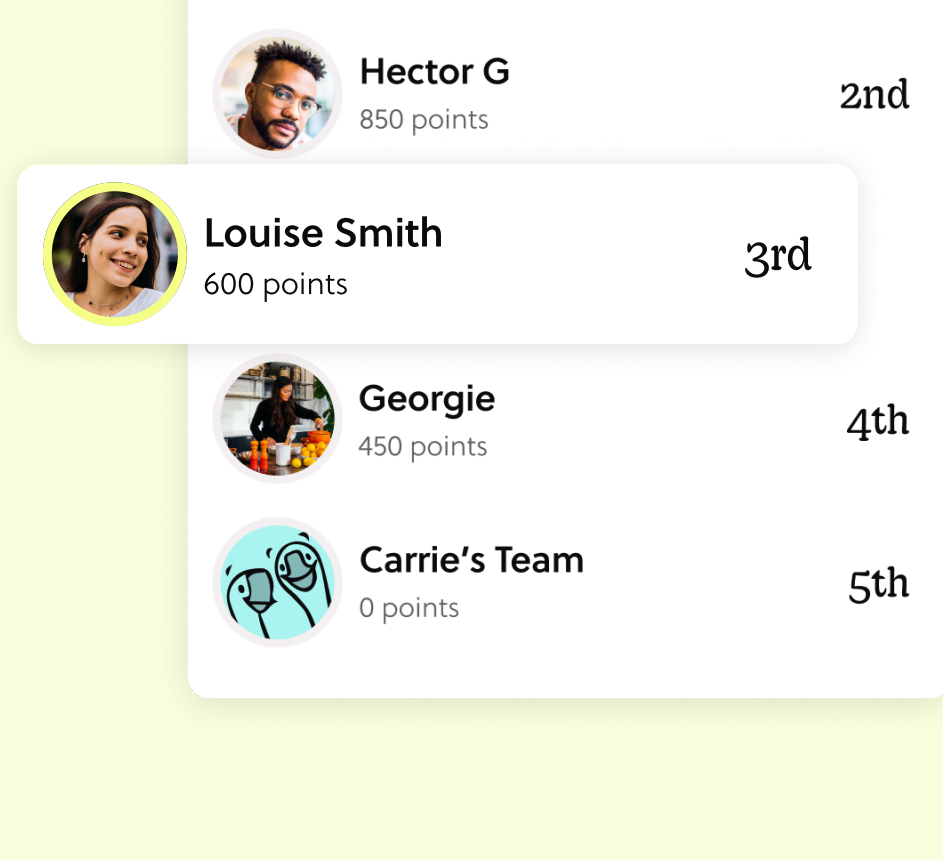 Hector G
850 points
2nd
Louise Smith
600 points
3rd
Georgie
450 points
4th
Carrie’s Team
0 points
5th